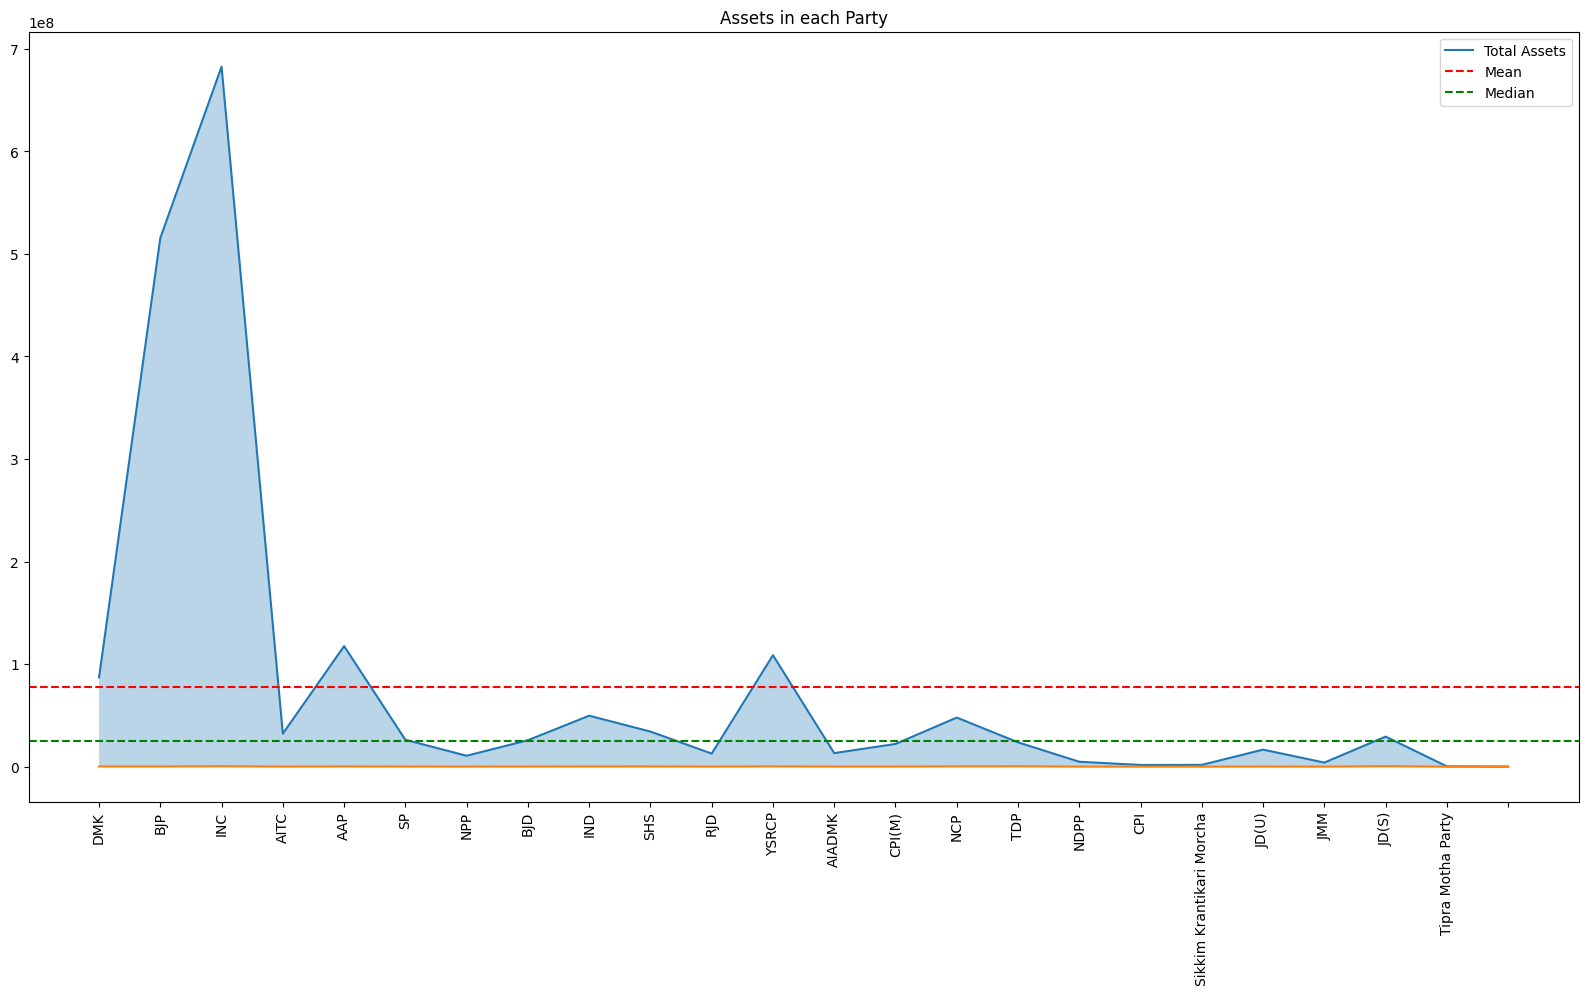 Assets in each Party
1e8
Total Assets
Mean
Median
7
6
5
4
3
2
1
0
DMK
BJP
INC
AITC
AAP
SP
NPP
BJD
IND
SHS
RJD
YSRCP
AIADMK
CPI(M)
NCP
TDP
NDPP
CPI
Sikkim Krantikari Morcha
JD(U)
JMM
JD(S)
Tipra Motha Party